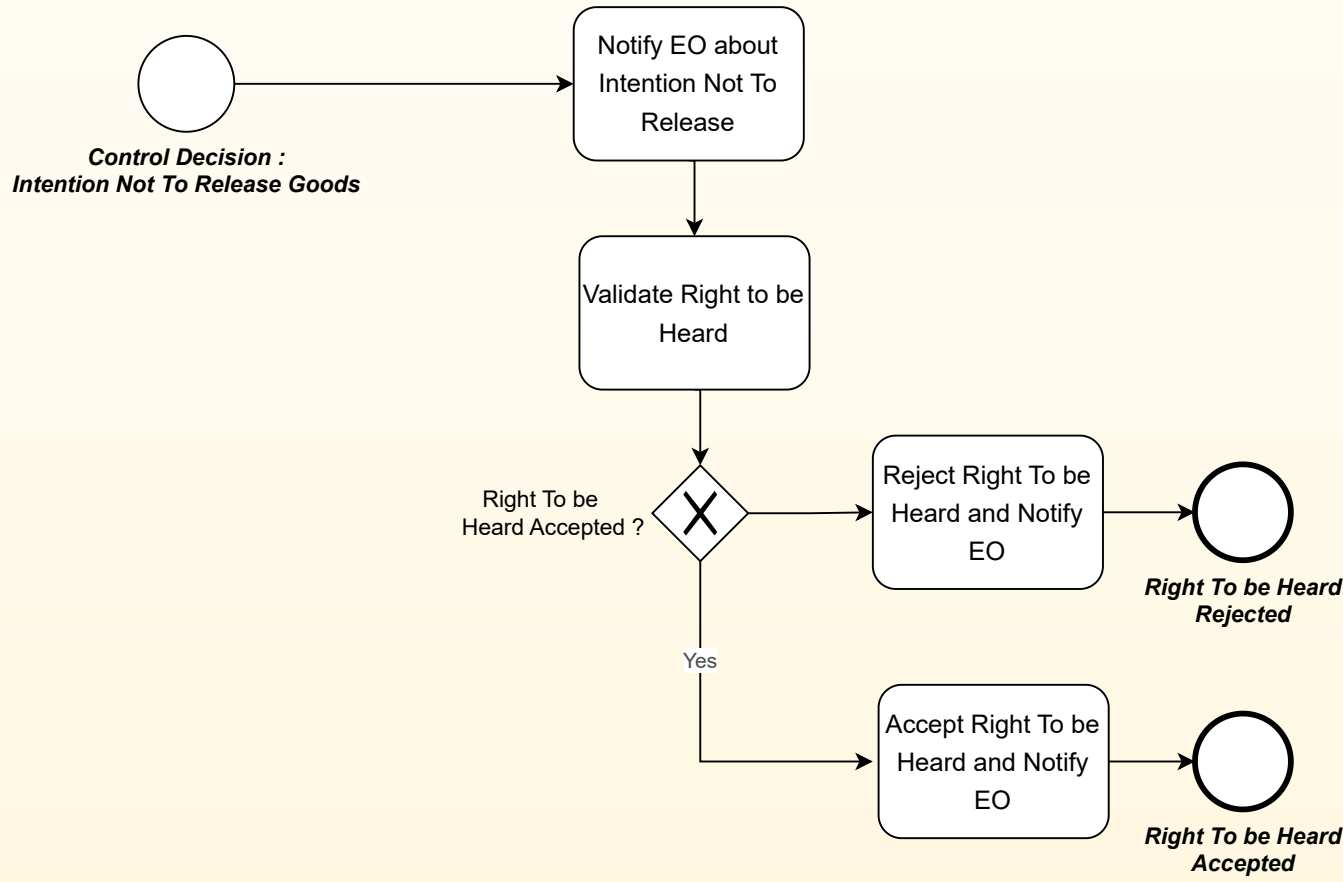 Notify EO about
Intention Not To
Release
Control Decision :
Intention Not To Release Goods
Validate Right to be
Heard
Right To be
Heard Accepted ?
Reject Right To be
Heard and Notify
EO
Right To be Heard
Rejected
Yes
Accept Right To be
Heard and Notify
EO
Right To be Heard
Accepted